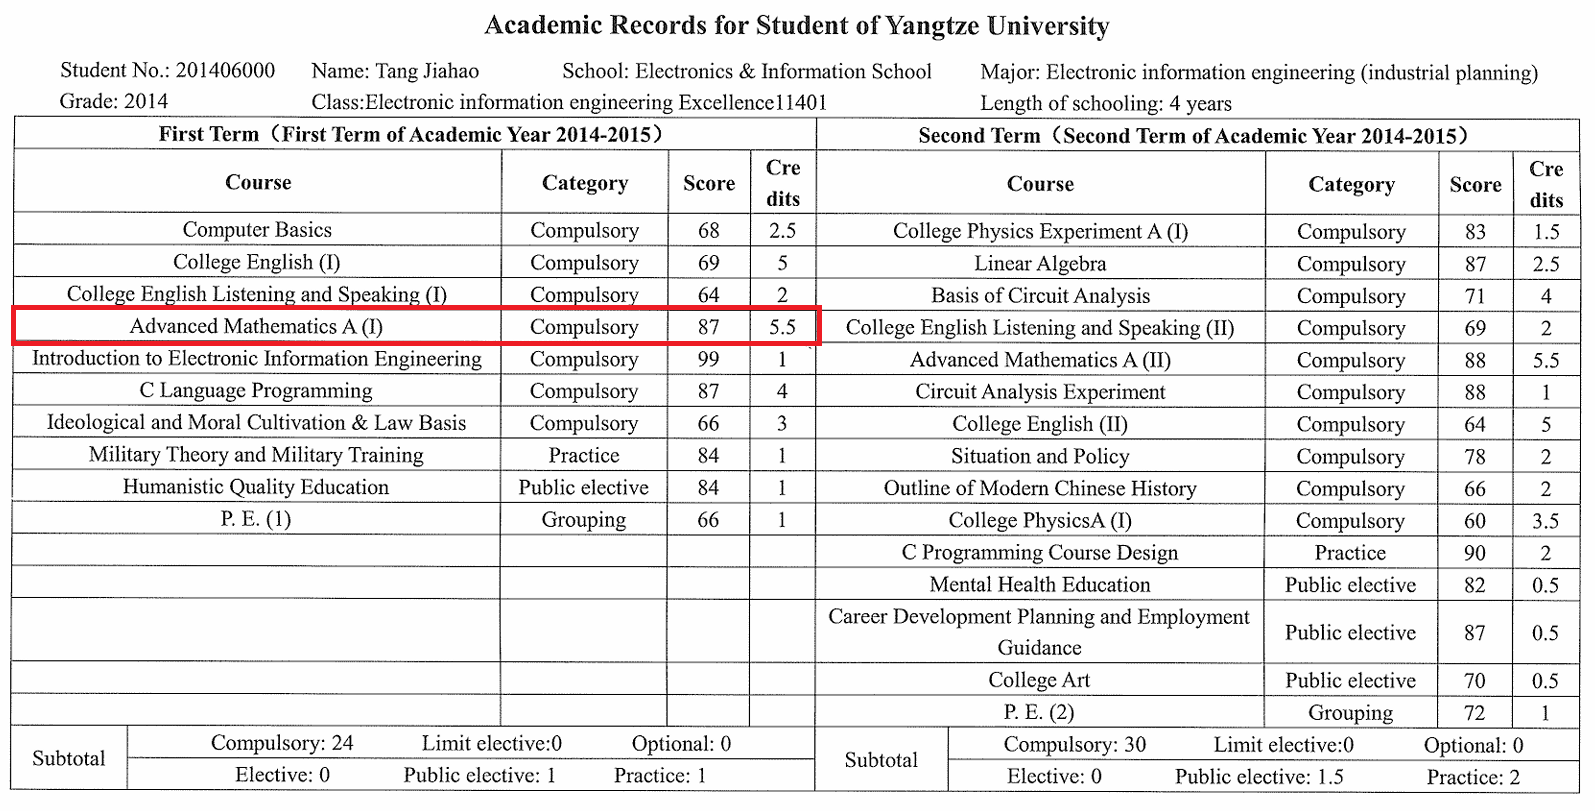 Academic Records for Student of Yangtze University
Student No.: 201406000 Name: Tang Jiahao School: Electronics & Information School Major: Electronic information engineering (industrial planning)
Grade: 2014 Class:Electronic information engineering Excellence11401 Length of schooling: 4 years
First Term（First Term of Academic Year 2014-2015） Second Term（Second Term of Academic Year 2014-2015）
Course Category Score Cre dits Course Category Score Cre dits
Computer Basics Compulsory 68 2.5 College Physics Experiment A (I) Compulsory 83 1.5
College English (I) Compulsory 69 5 Linear Algebra Compulsory 87 2.5
College English Listening and Speaking (I) Compulsory 64 2 Basis of Circuit Analysis Compulsory 71 4
Advanced Mathematics A (I) Compulsory 87 5.5 College English Listening and Speaking (II) Compulsory 69 2
Introduction to Electronic Information Engineering Compulsory 99 1 Advanced Mathematics A (II) Compulsory 88 5.5
C Language Programming Compulsory 87 4 Circuit Analysis Experiment Compulsory 88 1
Ideological and Moral Cultivation & Law Basis Compulsory 66 3 College English (II) Compulsory 64 5
Military Theory and Military Training Practice 84 1 Situation and Policy Compulsory 78 2
Humanistic Quality Education Public elective 84 1 Outline of Modern Chinese History Compulsory 66 2
P. E. (1) Grouping 66 1 College PhysicsA (I) Compulsory 60 3.5
C Programming Course Design Practice 90 2
Mental Health Education Public elective 82 0.5
Career Development Planning and Employment Guidance Public elective 87 0.5
College Art Public elective 70 0.5
P. E. (2) Grouping 72 1
Subtotal Compulsory: 24 Limit elective:0 Optional: 0 Subtotal Compulsory: 30 Limit elective:0 Optional: 0
Elective: 0 Public elective: 1 Practice: 1 Elective: 0 Public elective: 1.5 Practice: 2